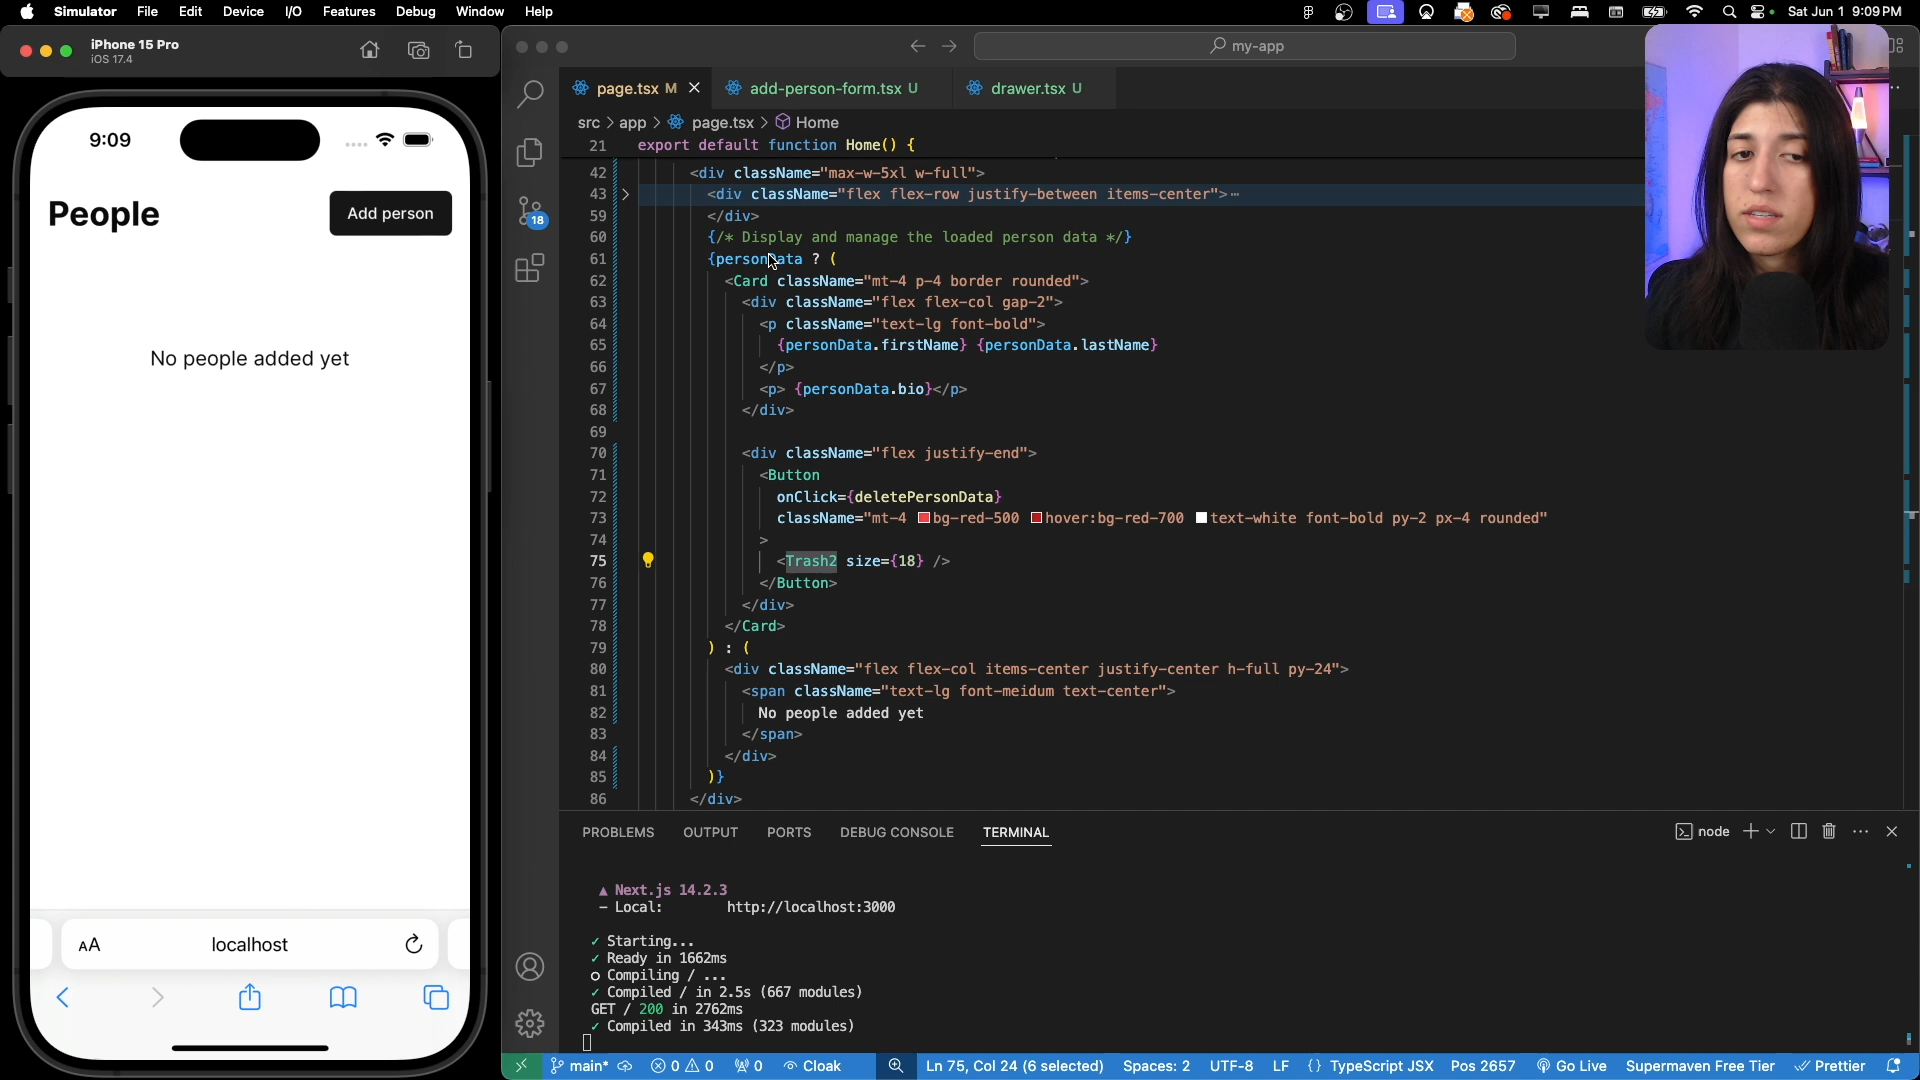 Simulator File Edit Device I/O Features Debug Window Help
Sat Jun 1 9:09 PM
iPhone 15 Pro
iOS 17.4
9:09
People
Add person
No people added yet
AA localhost
my-app
page.tsx M
add-person-form.tsx U
drawer.tsx U
src > app > page.tsx > Home
18
21 export default function Home() {
42 <div className="max-w-5xl w-full">
43 <div className="flex flex-row justify-between items-center">…
59 </div>
60 {/* Display and manage the loaded person data */}
61 {personData ? (
62 <Card className="mt-4 p-4 border rounded">
63 <div className="flex flex-col gap-2">
64 <p className="text-lg font-bold">
65 {personData.firstName} {personData.lastName}
66 </p>
67 <p> {personData.bio}</p>
68 </div>
69
70 <div className="flex justify-end">
71 <Button
72 onClick={deletePersonData}
73 className="mt-4 bg-red-500 hover:bg-red-700 text-white font-bold py-2 px-4 rounded"
74 >
75 <Trash2 size={18} />
76 </Button>
77 </div>
78 </Card>
79 ) : (
80 <div className="flex flex-col items-center justify-center h-full py-24">
81 <span className="text-lg font-meidum text-center">
82 No people added yet
83 </span>
84 </div>
85 )}
86 </div>
PROBLEMS OUTPUT PORTS DEBUG CONSOLE TERMINAL
node
▲ Next.js 14.2.3
- Local: http://localhost:3000
✓ Starting...
✓ Ready in 1662ms
○ Compiling / ...
✓ Compiled / in 2.5s (667 modules)
GET / 200 in 2762ms
✓ Compiled in 343ms (323 modules)
main* 0 0 0 Cloak Ln 75, Col 24 (6 selected) Spaces: 2 UTF-8 LF {} TypeScript JSX Pos 2657 Go Live Supermaven Free Tier Prettier